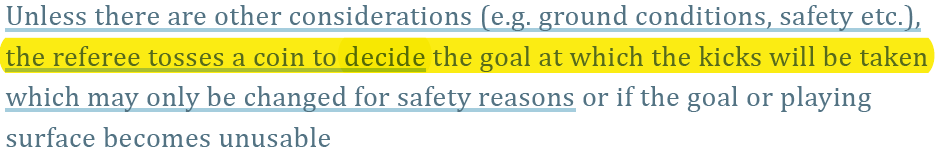 Unless there are other considerations (e.g. ground conditions, safety etc.),
the referee tosses a coin to decide the goal at which the kicks will be taken
which may only be changed for safety reasons or if the goal or playing
surface becomes unusable